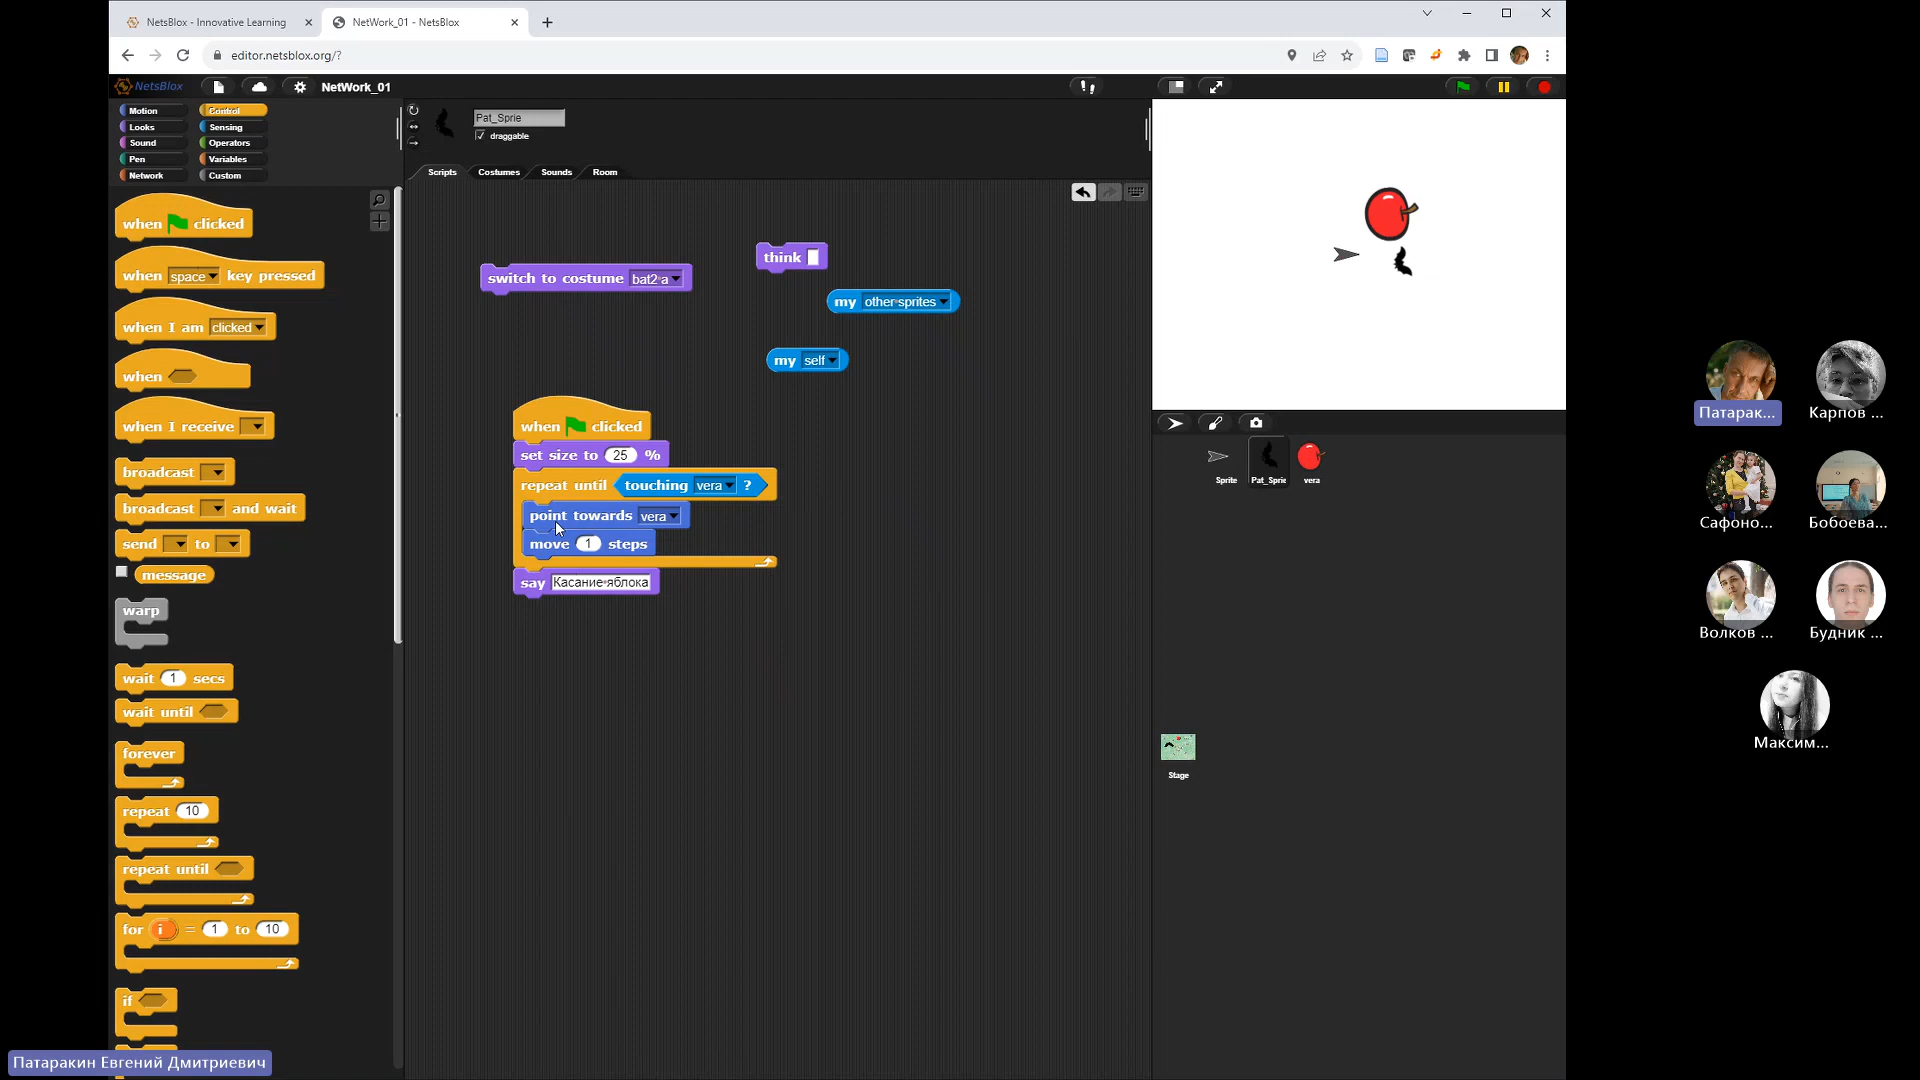 NetsBlox - Innovative Learning
NetWork_01 - NetsBlox
editor.netsblox.org/?
NetsBlox
NetWork_01
Motion
Control
Looks
Sensing
Sound
Operators
Pen
Variables
Network
Custom
Pat_Sprie
draggable
Scripts
Costumes
Sounds
Room
when clicked
when space key pressed
when I am clicked
when
when I receive
broadcast
broadcast and wait
send to
message
warp
wait 1 secs
wait until
forever
repeat 10
repeat until
for i = 1 to 10
if
switch to costume bat2-a
think
my other sprites
my self
when clicked
set size to 25 %
repeat until touching vera ?
point towards vera
move 1 steps
say Касание яблока
Sprite
Pat_Sprie
vera
Stage
Патарак...
Карпов ...
Сафоно...
Бобоева...
Волков ...
Будник ...
Максим...
Патаракин Евгений Дмитриевич